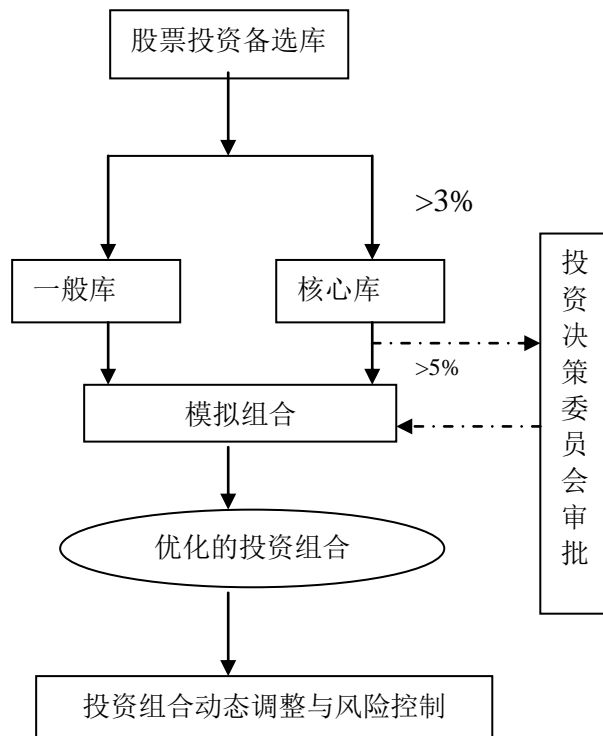 股票投资备选库
>3%
一般库
核心库
投资决策委员会审批
>5%
模拟组合
优化的投资组合
投资组合动态调整与风险控制